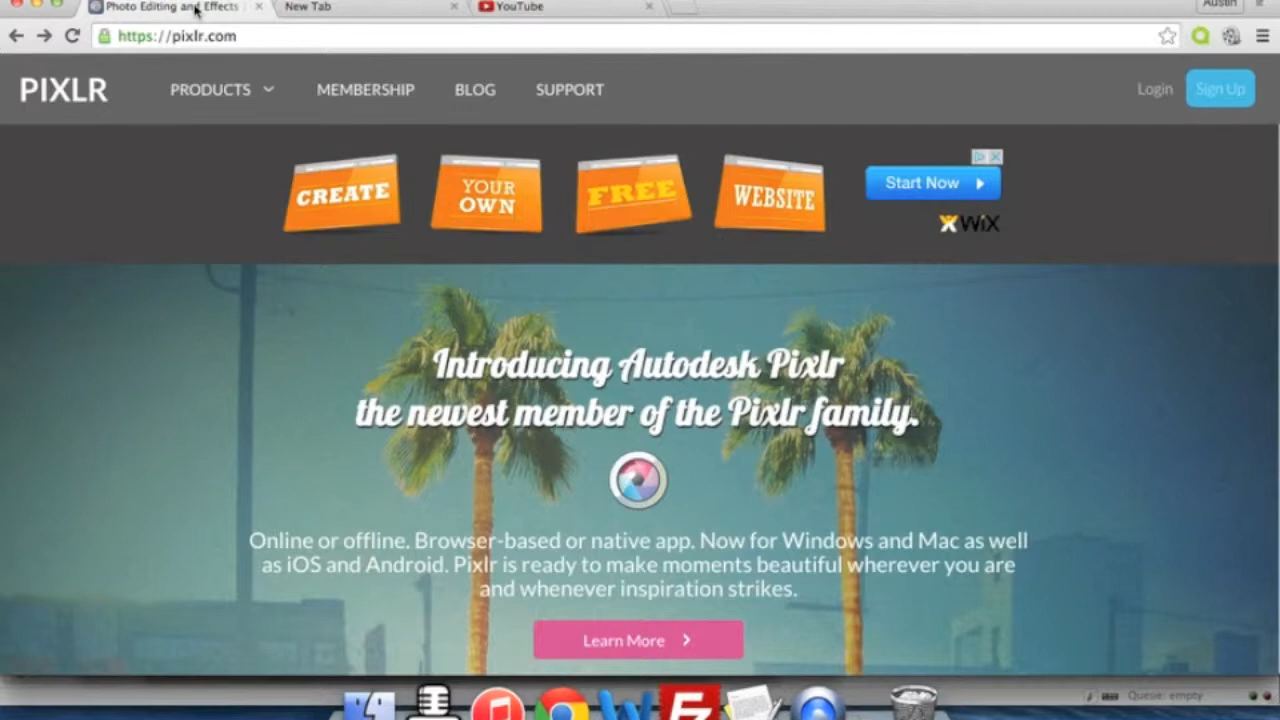 Photo Editing and Effects
New Tab
YouTube
Austin
https://pixlr.com
PIXLR
PRODUCTS
MEMBERSHIP
BLOG
SUPPORT
Login
Sign Up
CREATE
YOUR
OWN
FREE
WEBSITE
Start Now
WiX
Introducing Autodesk Pixlr
the newest member of the Pixlr family.
Online or offline. Browser-based or native app. Now for Windows and Mac as well
as iOS and Android. Pixlr is ready to make moments beautiful wherever you are
and whenever inspiration strikes.
Learn More
Queue: empty